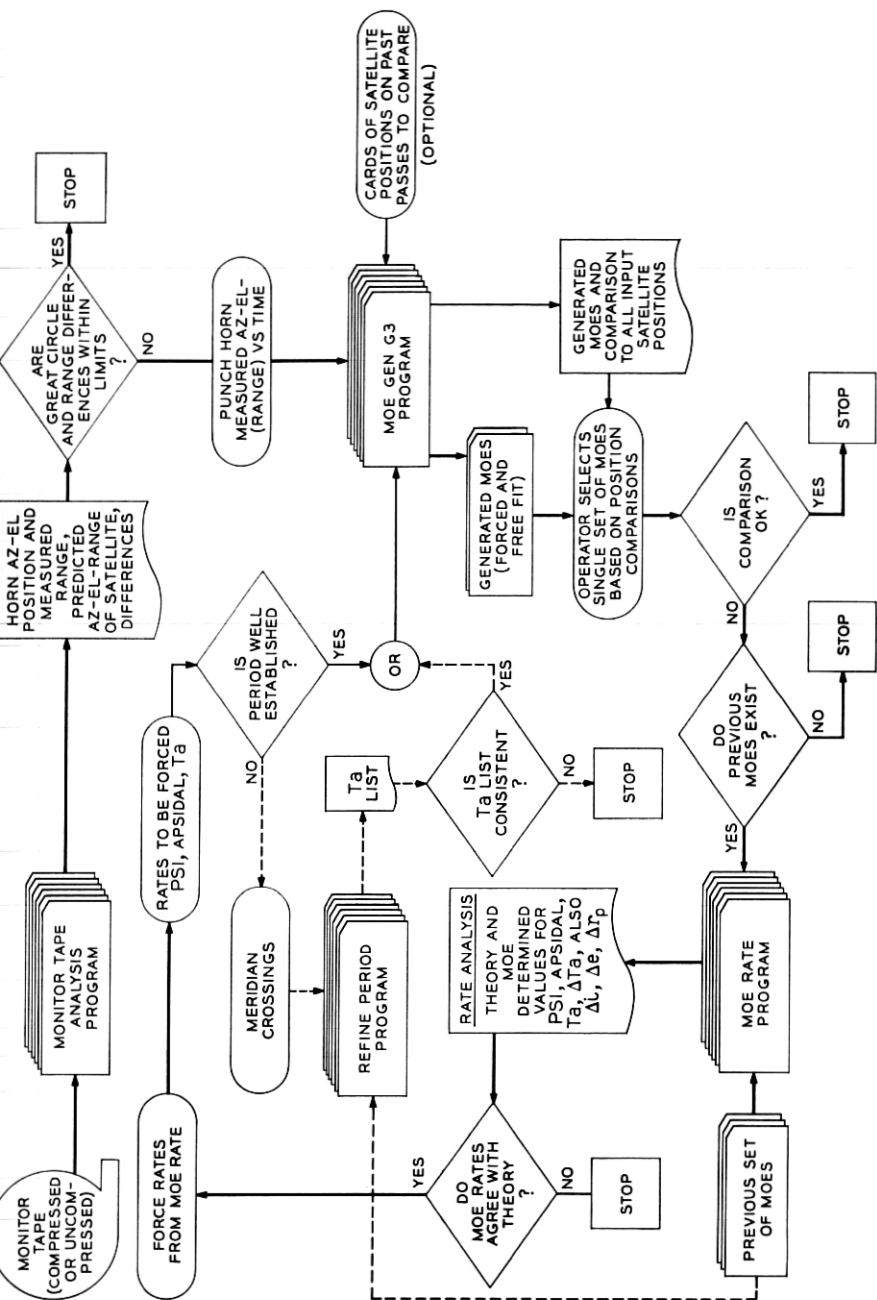 MONITOR
TAPE
(COMPRESSED
OR UNCOM-
PRESSED)
MONITOR TAPE
ANALYSIS
PROGRAM
HORN AZ-EL
POSITION AND
MEASURED
RANGE,
PREDICTED
AZ-EL-RANGE
OF SATELLITE,
DIFFERENCES
ARE
GREAT CIRCLE
AND RANGE DIFFER-
ENCES WITHIN
LIMITS
?
YES
STOP
NO
PUNCH HORN
MEASURED AZ-EL-
(RANGE) VS TIME
FORCE RATES
FROM MOE RATE
RATES TO BE FORCED
PSI, APSIDAL, Ta
IS
PERIOD WELL
ESTABLISHED
?
NO
YES
OR
MERIDIAN
CROSSINGS
REFINE PERIOD
PROGRAM
Ta
LIST
IS
Ta LIST
CONSISTENT
?
YES
NO
STOP
MOE GEN G3
PROGRAM
CARDS OF SATELLITE
POSITIONS ON PAST
PASSES TO COMPARE
(OPTIONAL)
GENERATED MOES
(FORCED AND
FREE FIT)
GENERATED
MOES AND
COMPARISON
TO ALL INPUT
SATELLITE
POSITIONS
OPERATOR SELECTS
SINGLE SET OF MOES
BASED ON POSITION
COMPARISONS
IS
COMPARISON
OK ?
YES
STOP
NO
DO
PREVIOUS
MOES EXIST
?
NO
STOP
YES
MOE RATE
PROGRAM
PREVIOUS SET
OF MOES
RATE ANALYSIS
THEORY AND
MOE
DETERMINED
VALUES FOR
PSI, APSIDAL,
Ta, ΔTa, ALSO
Δi, Δe, Δrp
DO
MOE RATES
AGREE WITH
THEORY
?
YES
NO
STOP